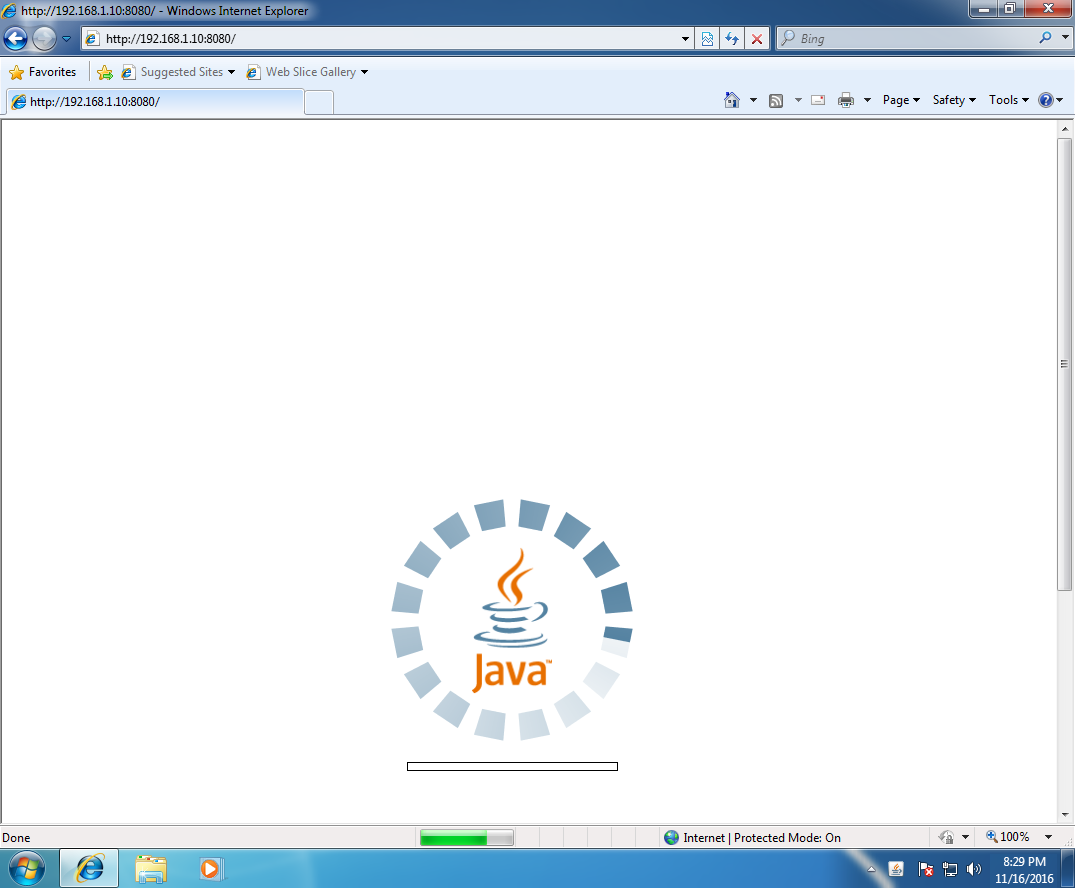 http://192.168.1.10:8080/ - Windows Internet Explorer
http://192.168.1.10:8080/
Bing
Favorites
Suggested Sites
Web Slice Gallery
http://192.168.1.10:8080/
Page
Safety
Tools
Java™
Done
Internet | Protected Mode: On
100%
8:29 PM
11/16/2016